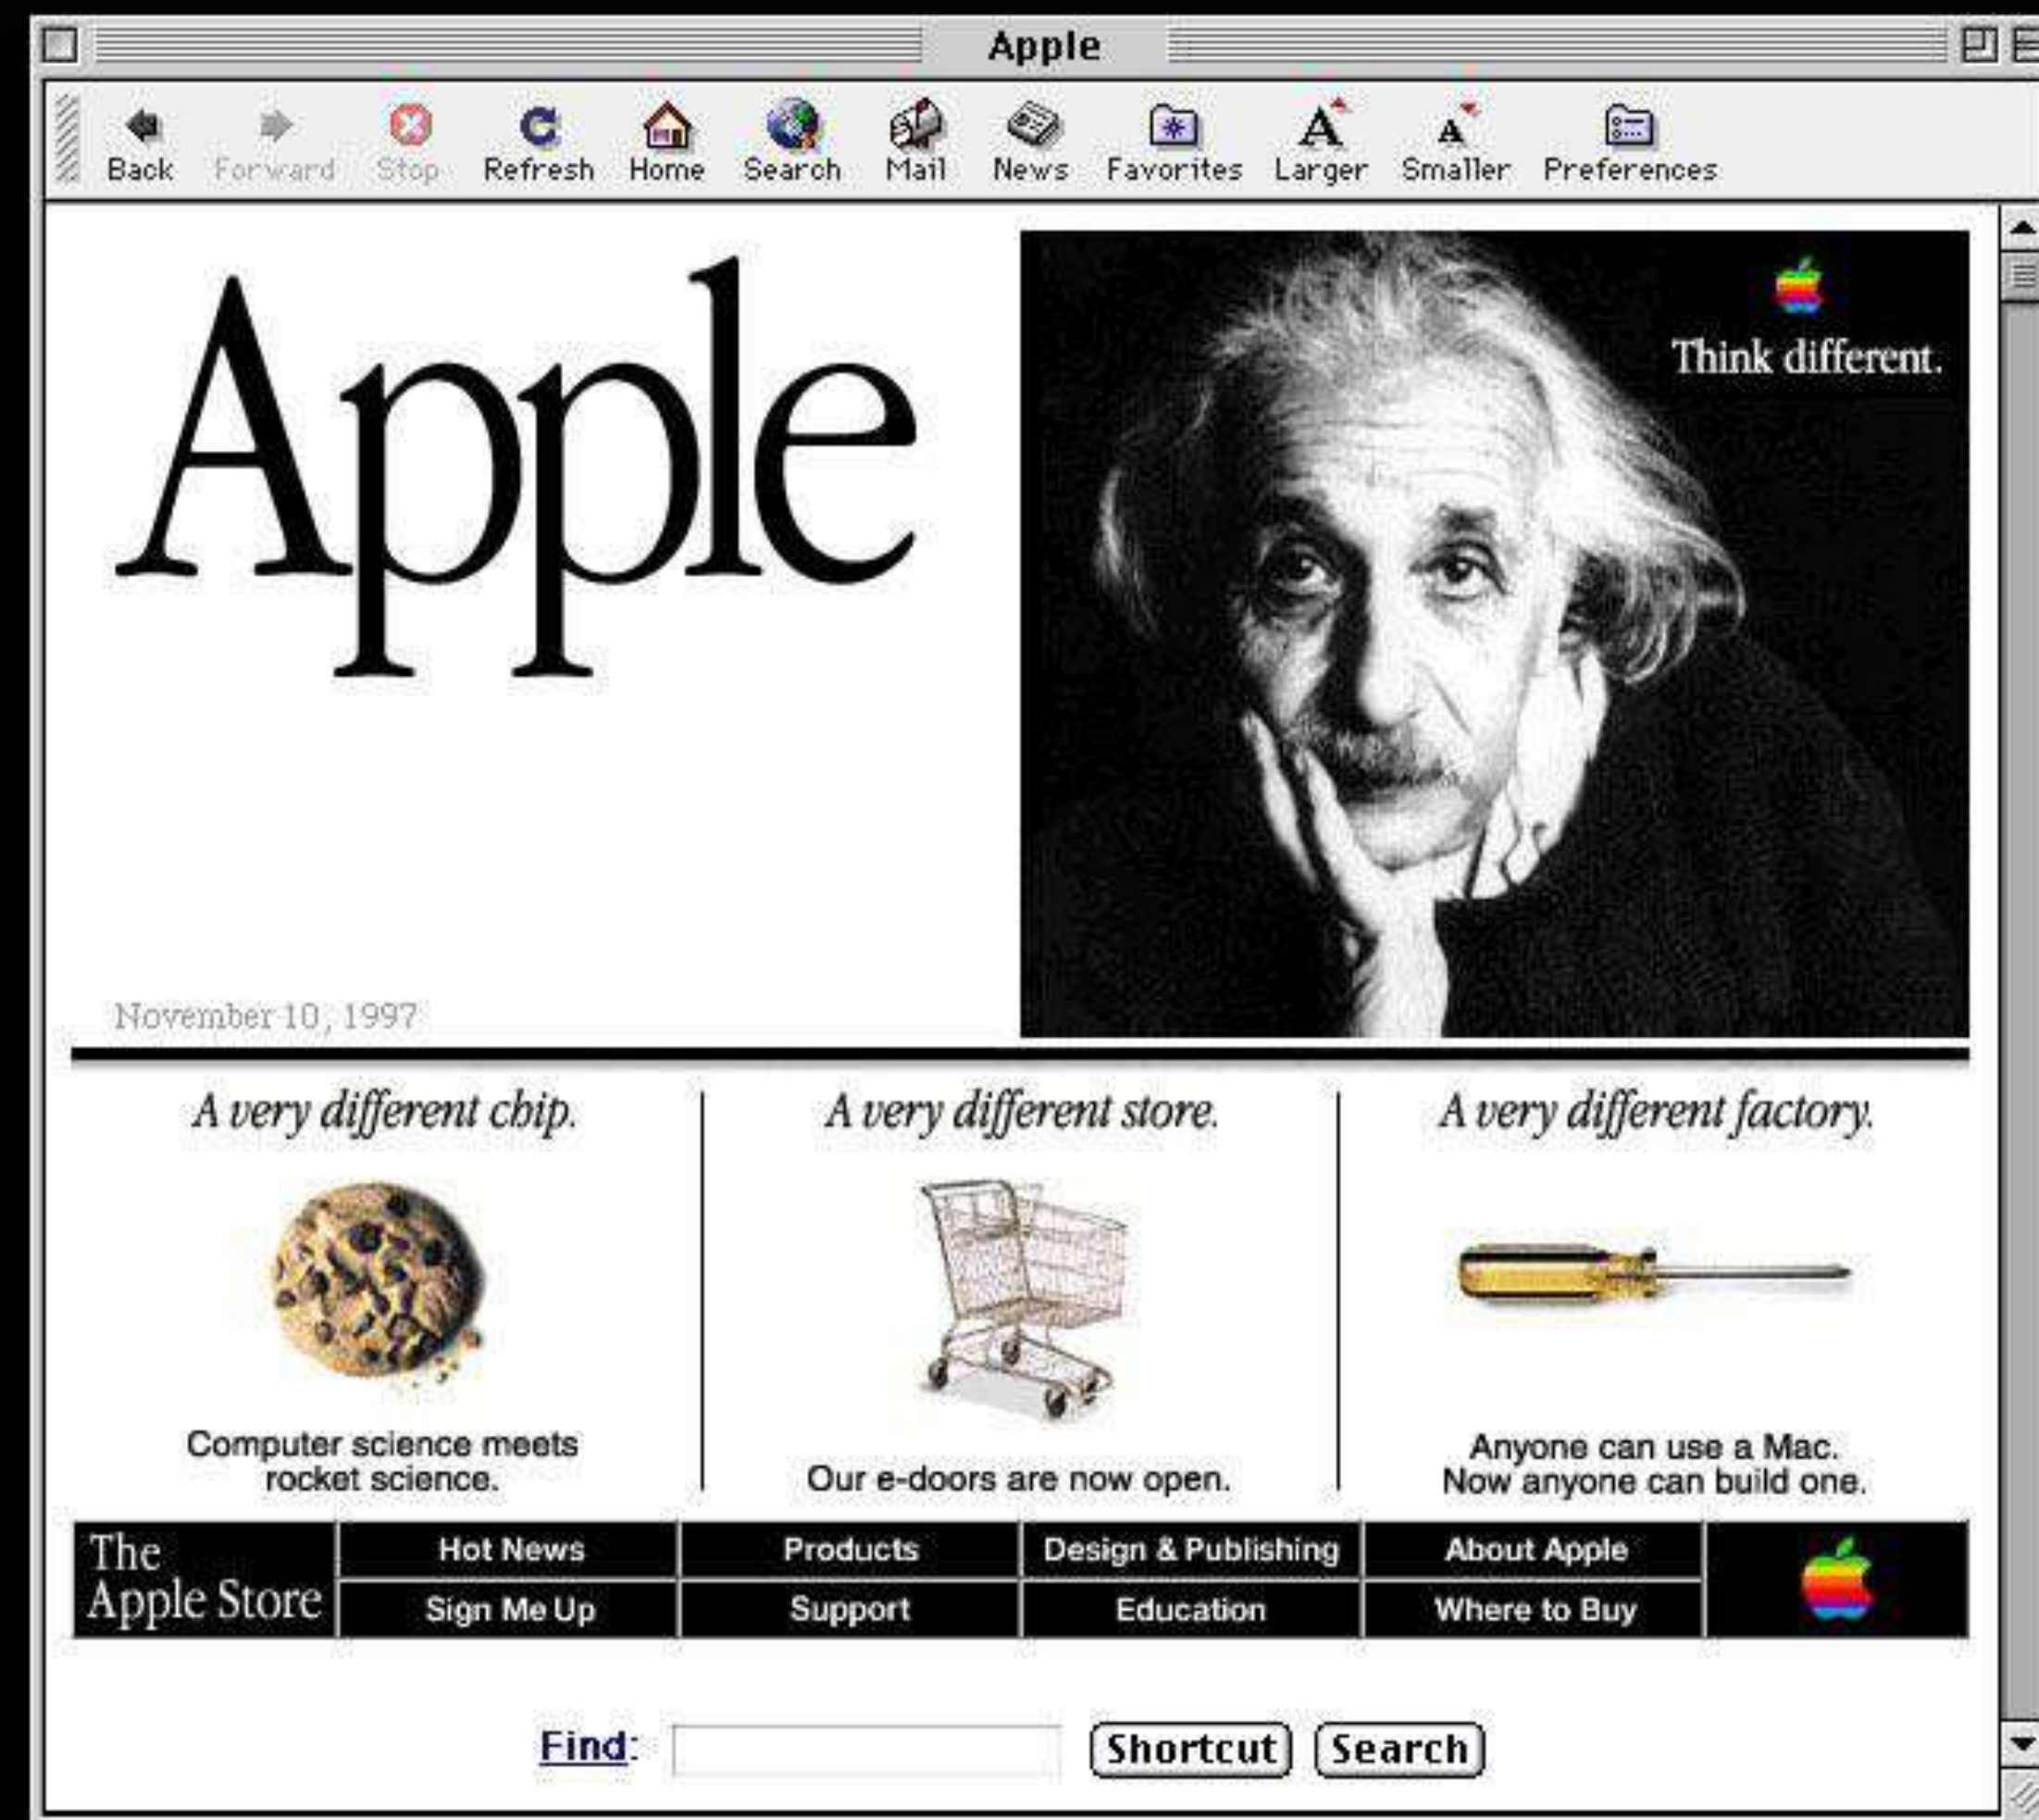 Apple
Back Forward Stop Refresh Home Search Mail News Favorites Larger Smaller Preferences
Apple
Think different.
November 10, 1997
A very different chip.
Computer science meets
rocket science.
A very different store.
Our e-doors are now open.
A very different factory.
Anyone can use a Mac.
Now anyone can build one.
The
Apple Store
Hot News Products Design & Publishing About Apple
Sign Me Up Support Education Where to Buy
Find: Shortcut Search